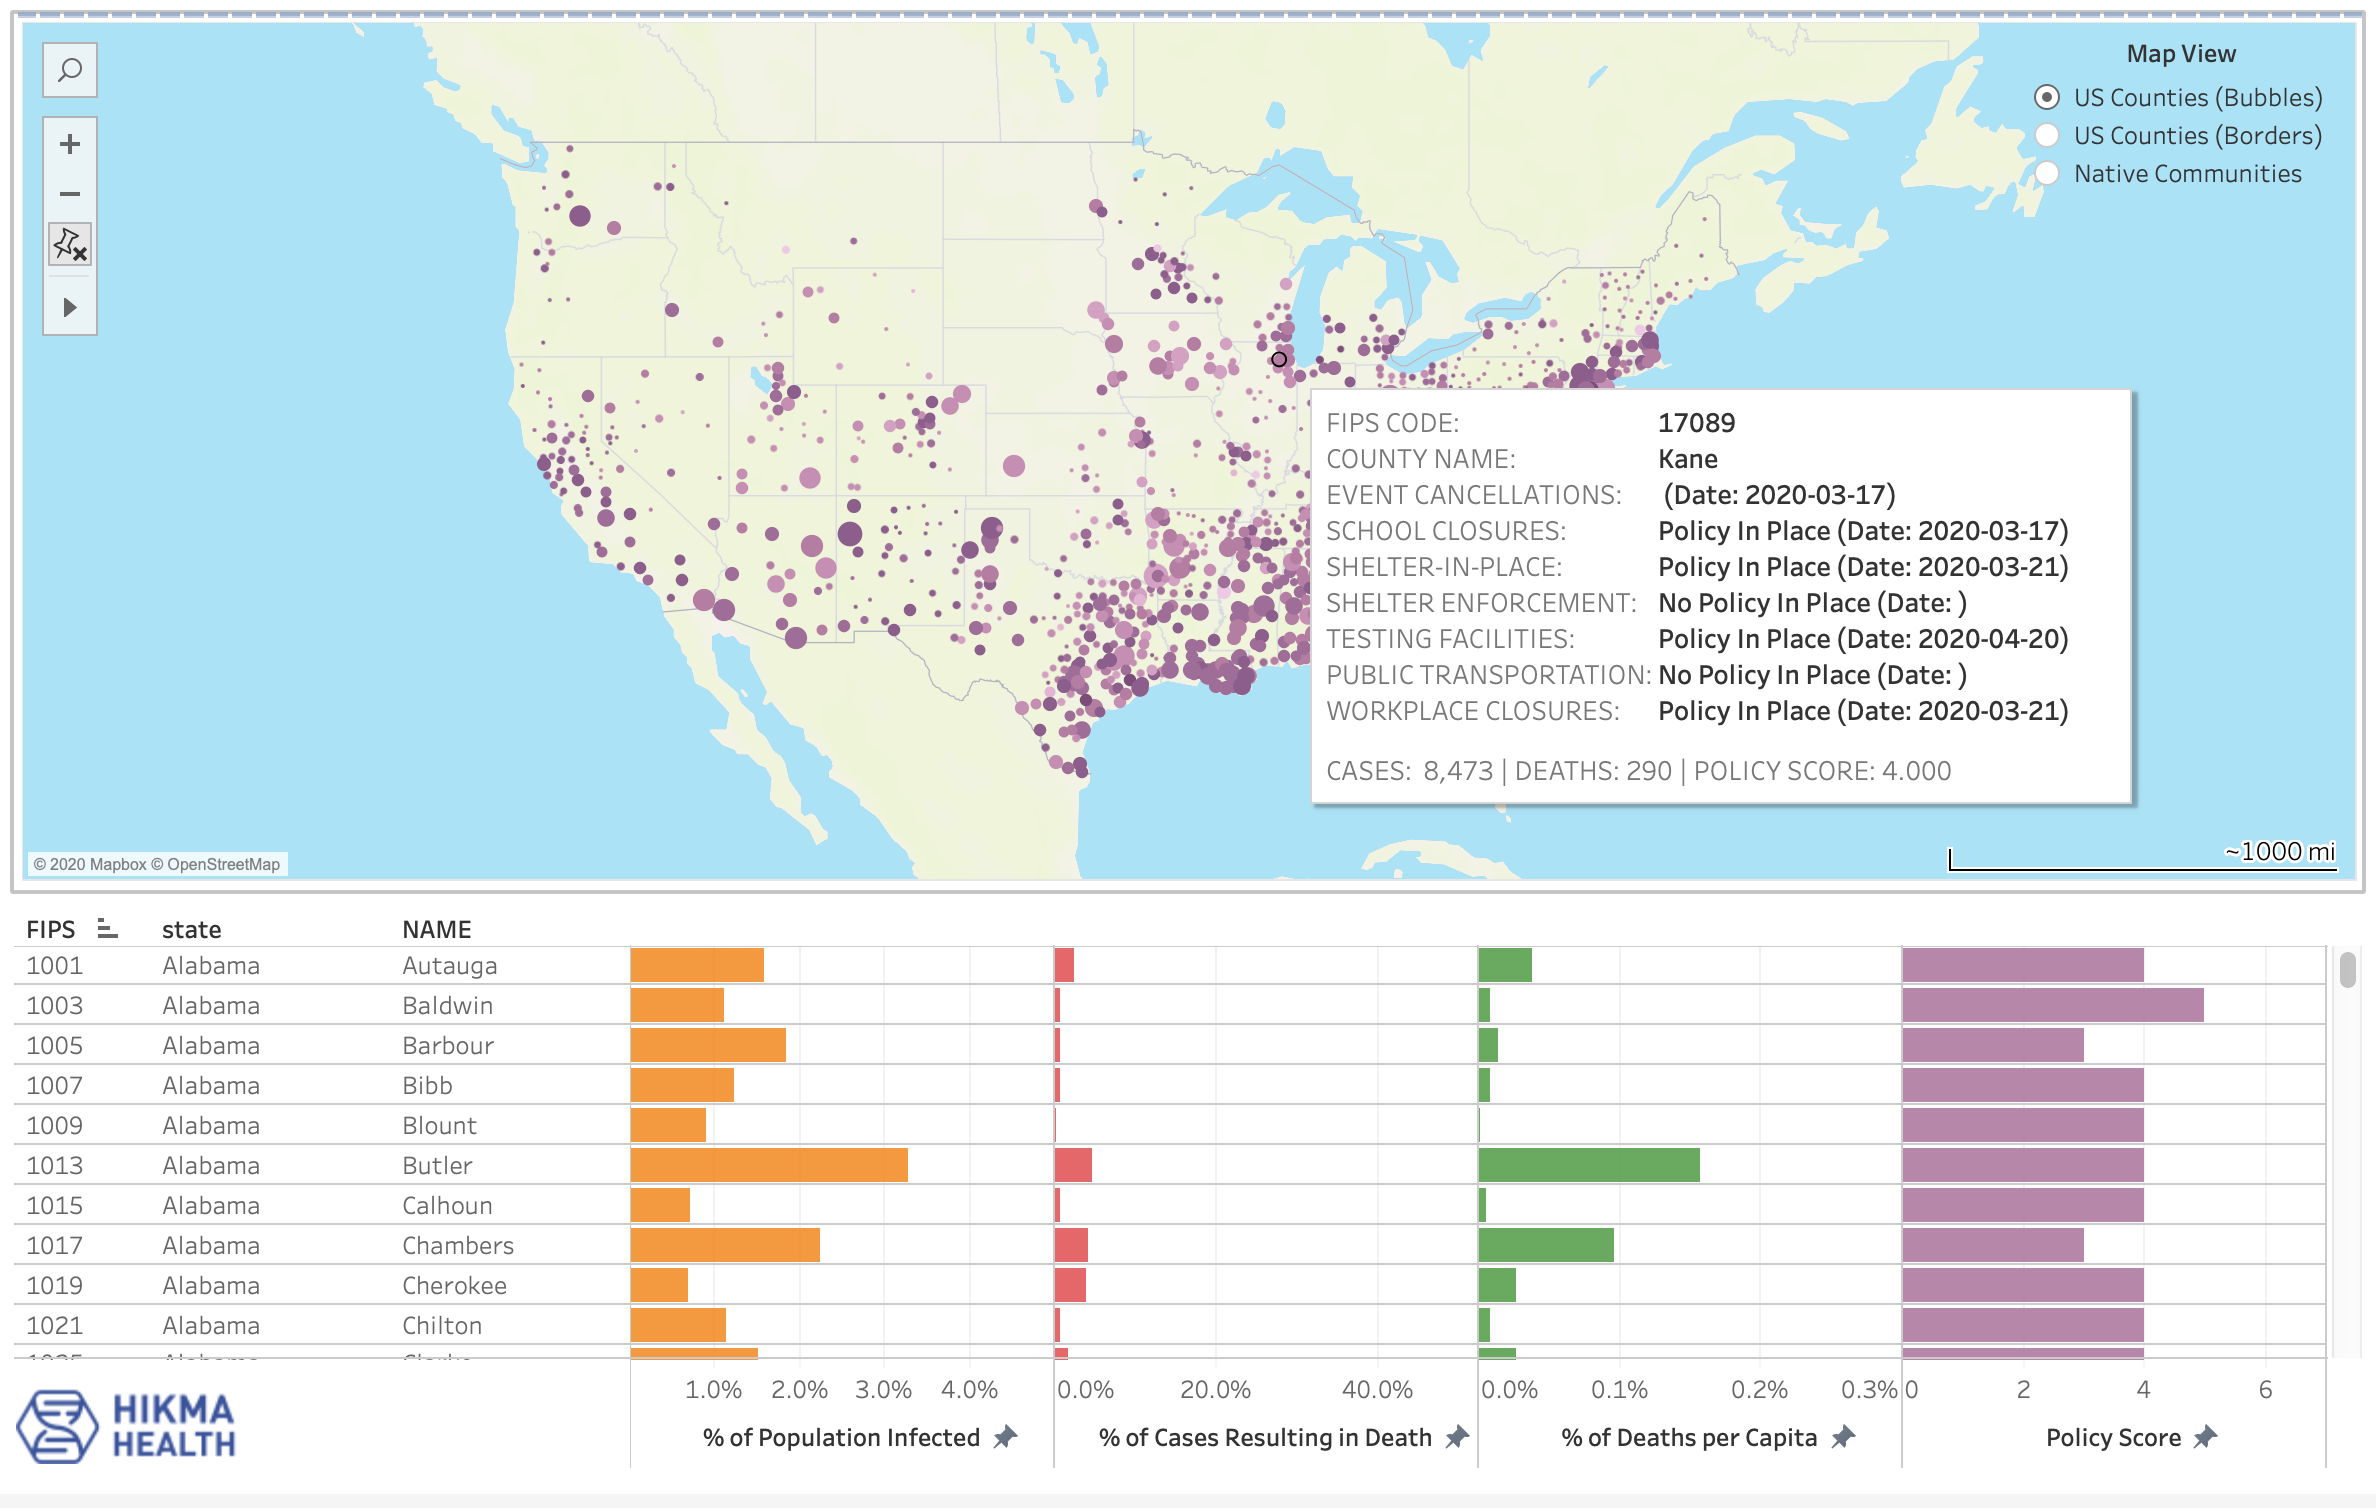 Map View
US Counties (Bubbles)
US Counties (Borders)
Native Communities
FIPS CODE: 17089
COUNTY NAME: Kane
EVENT CANCELLATIONS: (Date: 2020-03-17)
SCHOOL CLOSURES: Policy In Place (Date: 2020-03-17)
SHELTER-IN-PLACE: Policy In Place (Date: 2020-03-21)
SHELTER ENFORCEMENT: No Policy In Place (Date: )
TESTING FACILITIES: Policy In Place (Date: 2020-04-20)
PUBLIC TRANSPORTATION: No Policy In Place (Date: )
WORKPLACE CLOSURES: Policy In Place (Date: 2020-03-21)
CASES: 8,473 | DEATHS: 290 | POLICY SCORE: 4.000
© 2020 Mapbox © OpenStreetMap
~1000 mi
FIPS state NAME
1001 Alabama Autauga
1003 Alabama Baldwin
1005 Alabama Barbour
1007 Alabama Bibb
1009 Alabama Blount
1013 Alabama Butler
1015 Alabama Calhoun
1017 Alabama Chambers
1019 Alabama Cherokee
1021 Alabama Chilton
1.0% 2.0% 3.0% 4.0% 0.0% 20.0% 40.0% 0.0% 0.1% 0.2% 0.3% 0 2 4 6
% of Population Infected % of Cases Resulting in Death % of Deaths per Capita Policy Score
HIKMA
HEALTH